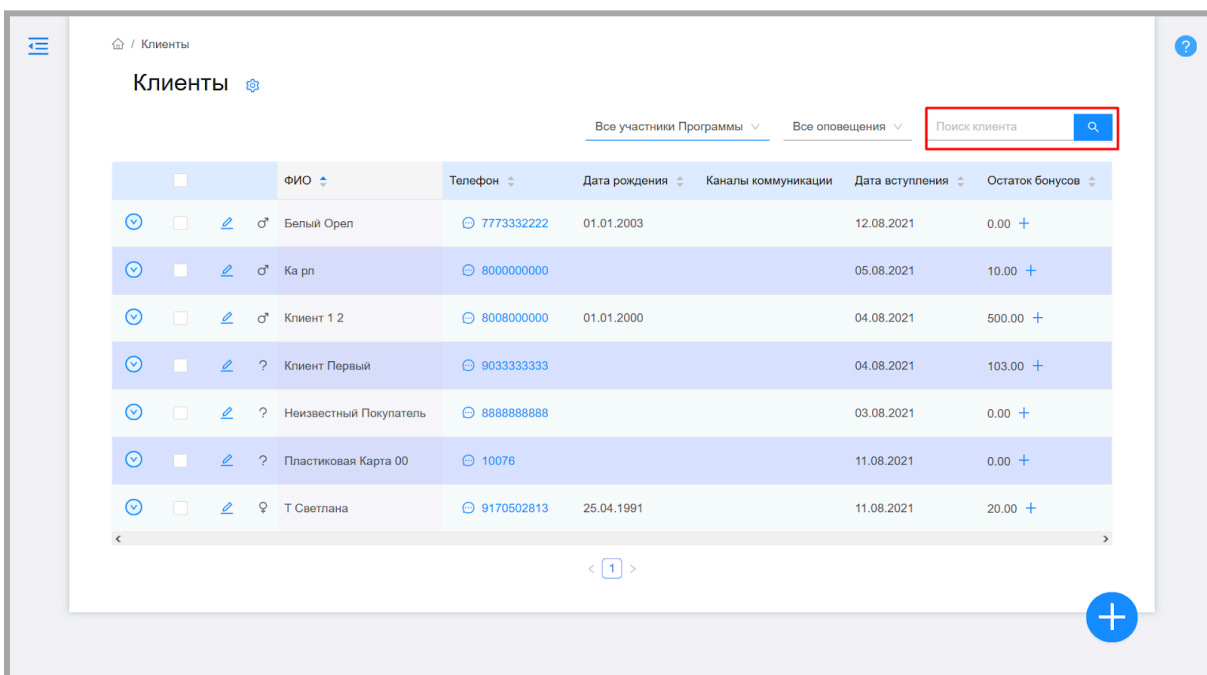 / Клиенты
Клиенты
Все участники Программы Все оповещения Поиск клиента
ФИО Телефон Дата рождения Каналы коммуникации Дата вступления Остаток бонусов
Белый Орел 7773332222 01.01.2003 12.08.2021 0.00 +
Ка рл 8000000000 05.08.2021 10.00 +
Клиент 1 2 8008000000 01.01.2000 04.08.2021 500.00 +
? Клиент Первый 9033333333 04.08.2021 103.00 +
? Неизвестный Покупатель 8888888888 03.08.2021 0.00 +
? Пластиковая Карта 00 10076 11.08.2021 0.00 +
Т Светлана 9170502813 25.04.1991 11.08.2021 20.00 +
< 1 >